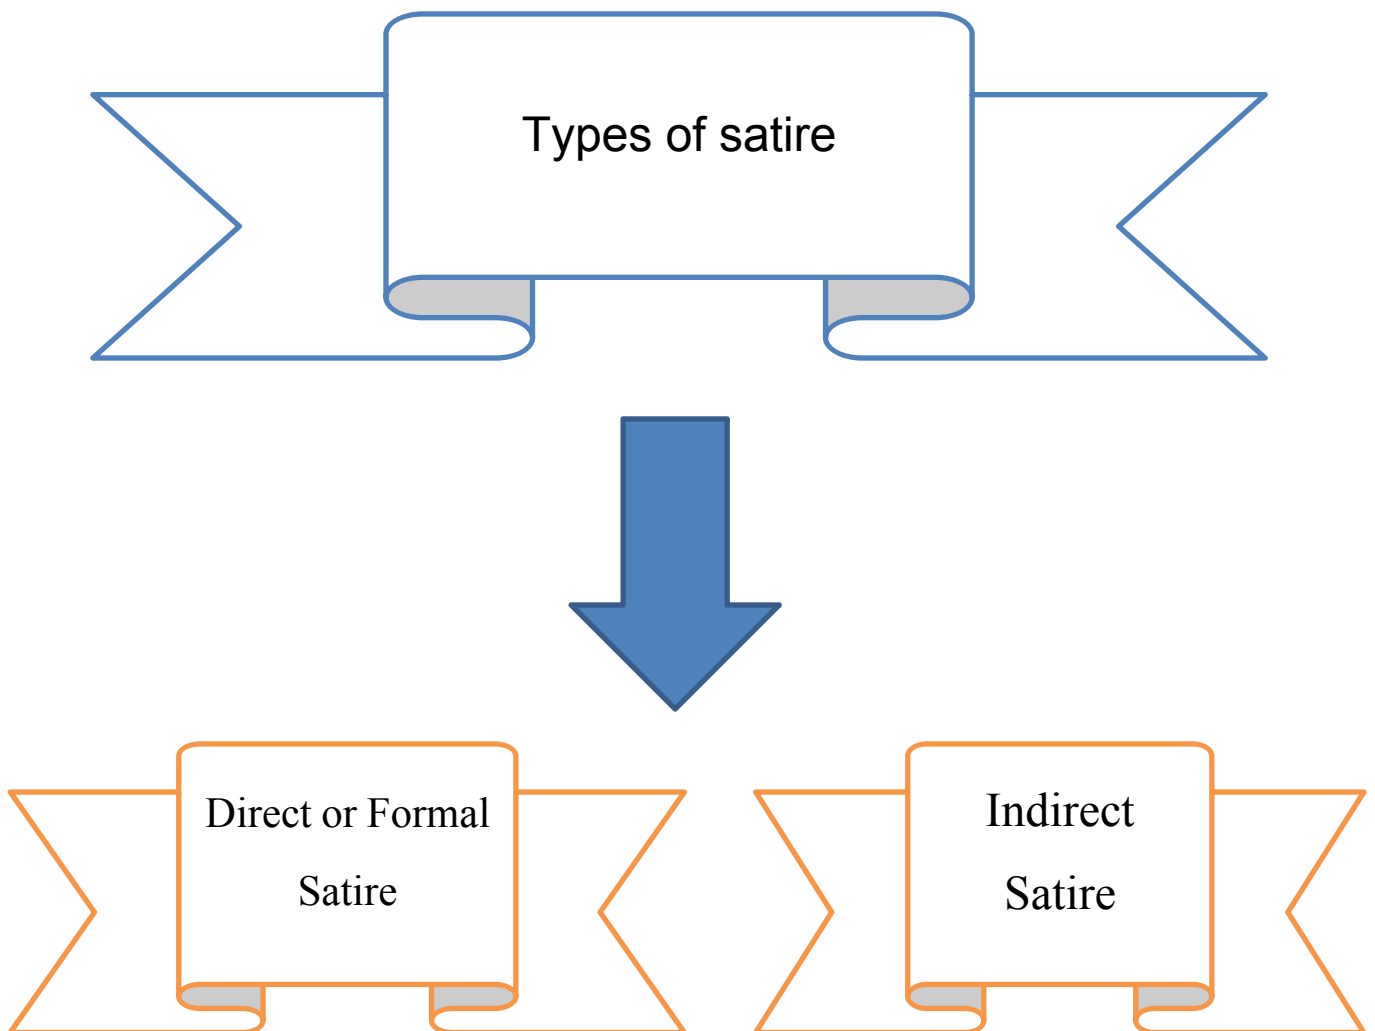 Types of satire
Direct or Formal
Satire
Indirect
Satire